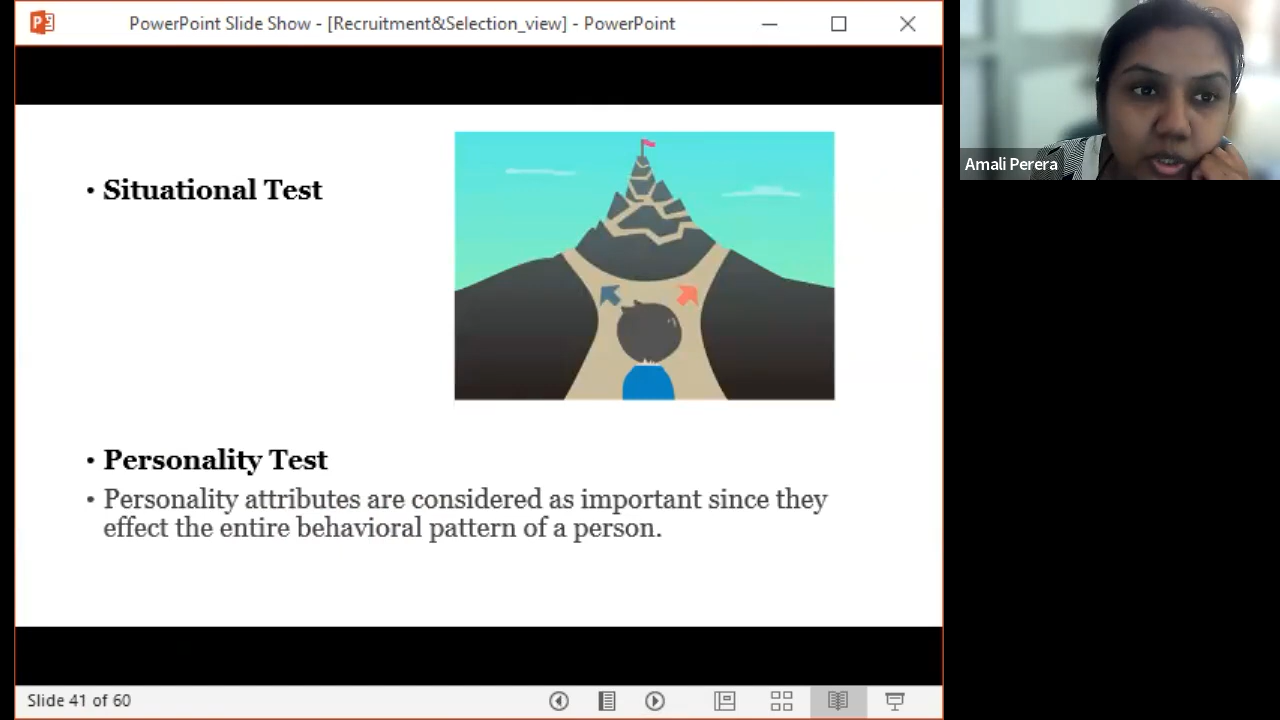 PowerPoint Slide Show - [Recruitment&Selection_view] - PowerPoint
Amali Perera
• Situational Test
• Personality Test
• Personality attributes are considered as important since they
effect the entire behavioral pattern of a person.
Slide 41 of 60